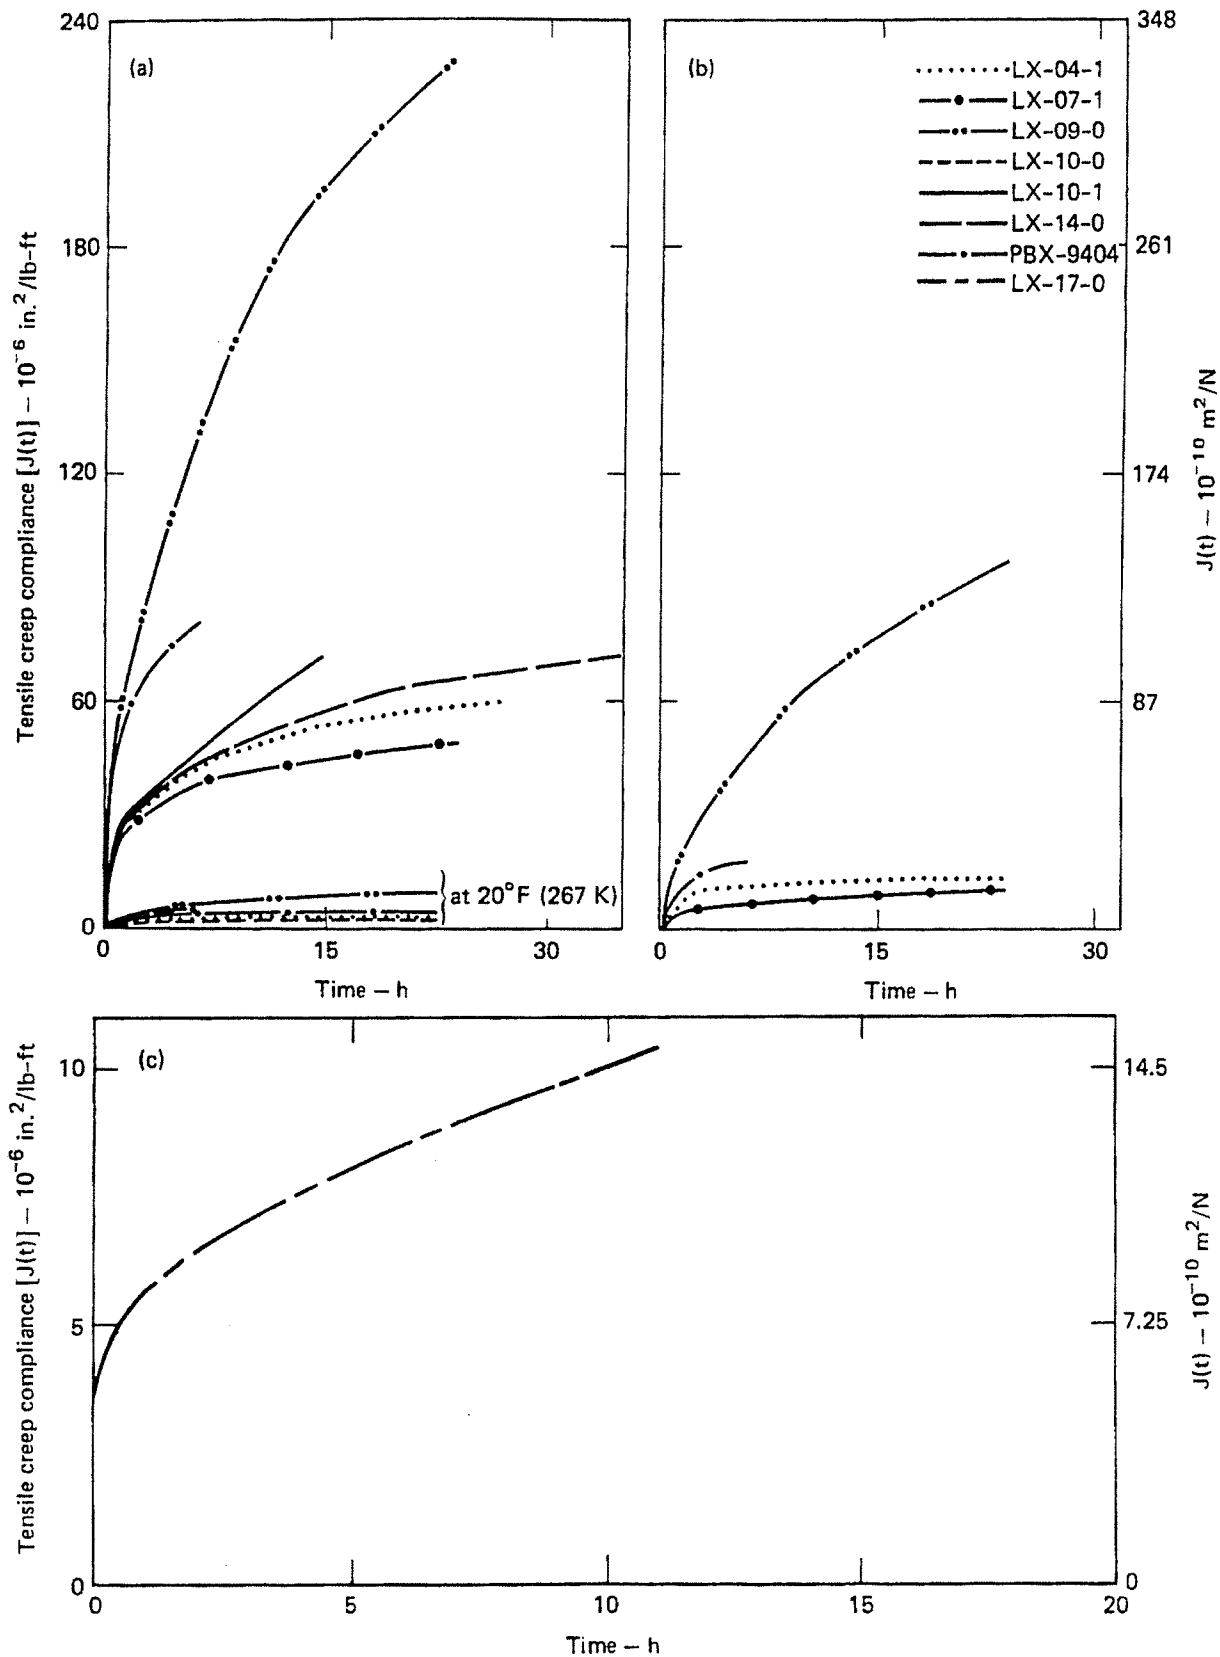 Tensile creep compliance [J(t)] – 10⁻⁶ in.²/lb-ft
240
180
120
60
0
(a)
at 20°F (267 K)
0
15
30
Time – h
(b)
LX-04-1
LX-07-1
LX-09-0
LX-10-0
LX-10-1
LX-14-0
PBX-9404
LX-17-0
348
261
174
87
0
15
30
Time – h
J(t) – 10⁻¹⁰ m²/N
Tensile creep compliance [J(t)] – 10⁻⁶ in.²/lb-ft
10
5
0
(c)
14.5
7.25
0
0
5
10
15
20
Time – h
J(t) – 10⁻¹⁰ m²/N